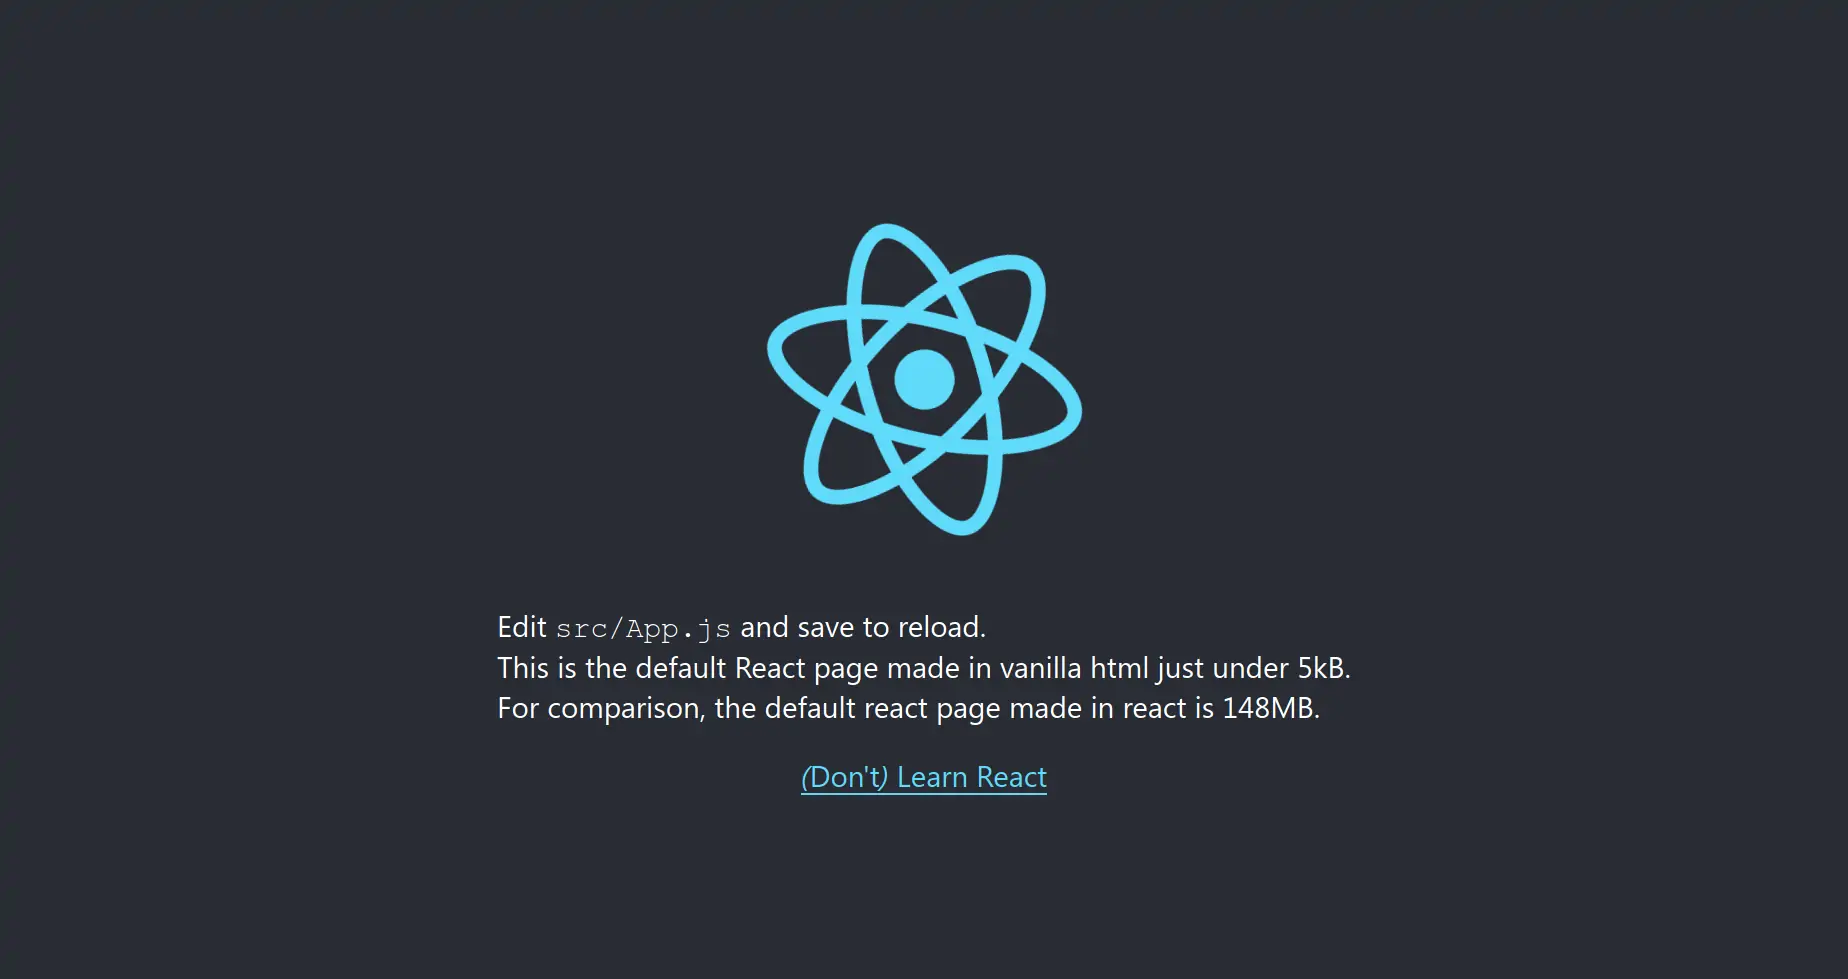 Edit src/App.js and save to reload.
This is the default React page made in vanilla html just under 5kB.
For comparison, the default react page made in react is 148MB.
(Don't) Learn React